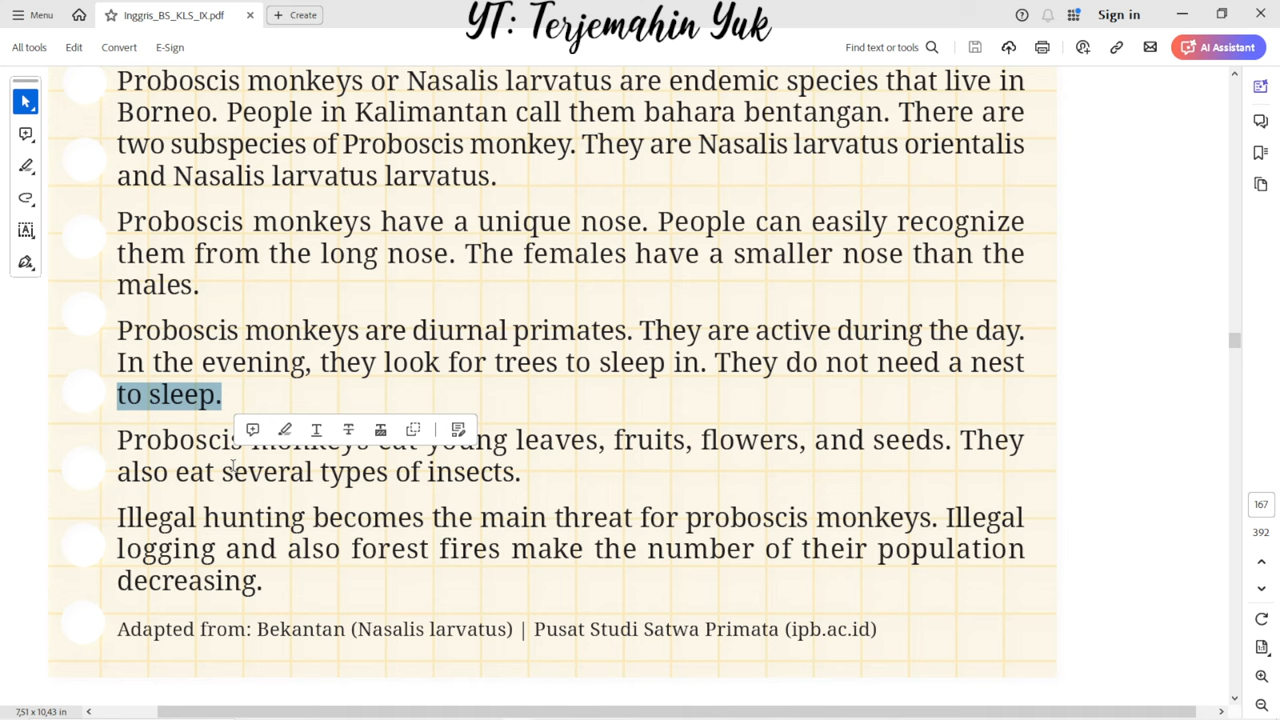 Menu
Inggris_BS_KLS_IX.pdf
Create
YT: Terjemahin Yuk
Sign in
All tools
Edit
Convert
E-Sign
Find text or tools
AI Assistant
Proboscis monkeys or Nasalis larvatus are endemic species that live in
Borneo. People in Kalimantan call them bahara bentangan. There are
two subspecies of Proboscis monkey. They are Nasalis larvatus orientalis
and Nasalis larvatus larvatus.
Proboscis monkeys have a unique nose. People can easily recognize
them from the long nose. The females have a smaller nose than the
males.
Proboscis monkeys are diurnal primates. They are active during the day.
In the evening, they look for trees to sleep in. They do not need a nest
to sleep.
Proboscis monkeys eat young leaves, fruits, flowers, and seeds. They
also eat several types of insects.
Illegal hunting becomes the main threat for proboscis monkeys. Illegal
logging and also forest fires make the number of their population
decreasing.
Adapted from: Bekantan (Nasalis larvatus) | Pusat Studi Satwa Primata (ipb.ac.id)
167
392
7,51 x 10,43 in